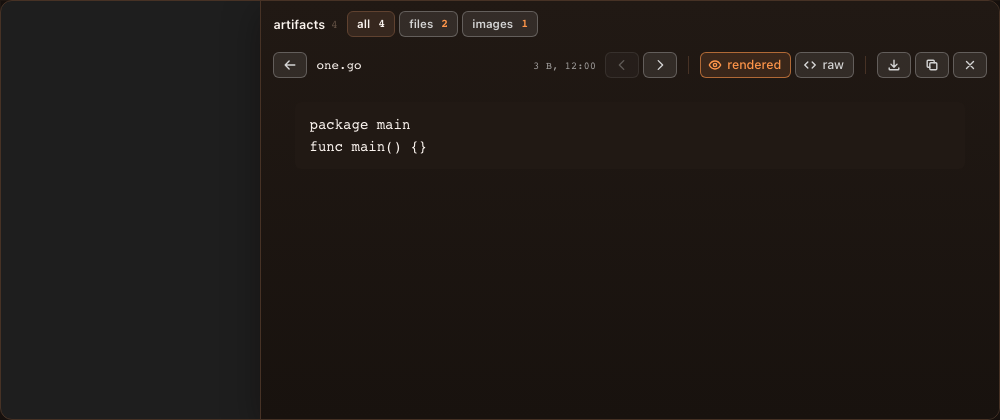 artifacts 4 all 4 files 2 images 1
one.go 3 B, 12:00 rendered raw
package main
func main() {}